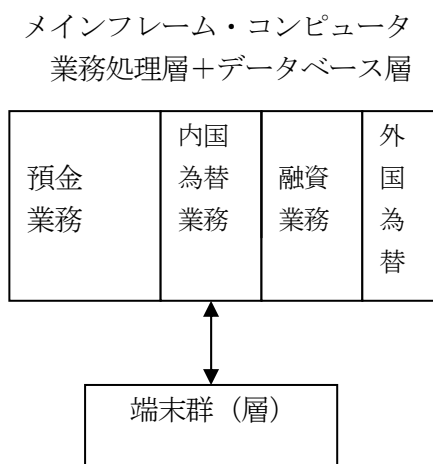 メインフレーム・コンピュータ
業務処理層＋データベース層
預金
業務
内国
為替
業務
融資
業務
外
国
為
替
端末群（層）